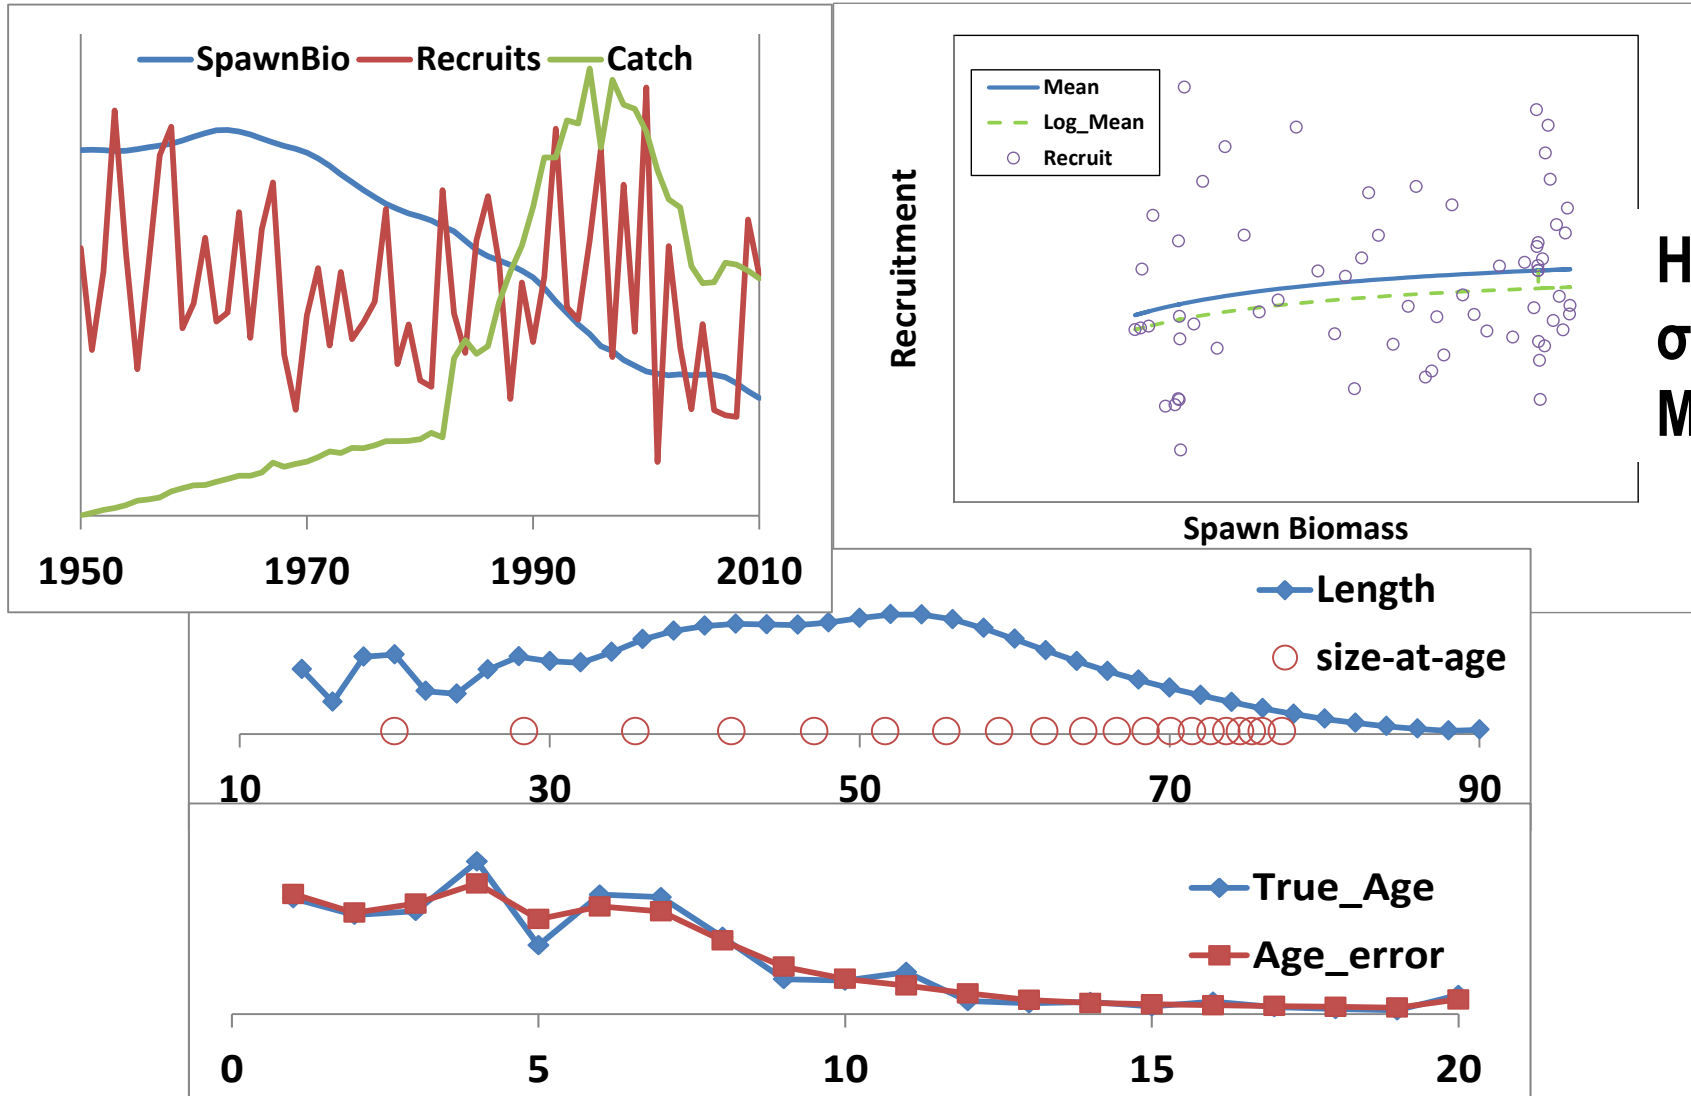 SpawnBio Recruits Catch
1950 1970 1990 2010
Mean
Log_Mean
Recruit
Recruitment
Spawn Biomass
H
σ
M
Length
size-at-age
10 30 50 70 90
True_Age
Age_error
0 5 10 15 20